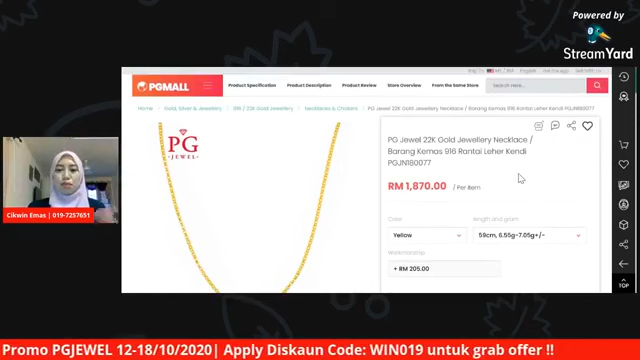 Powered by
StreamYard
PGMALL
Product Specification
Product Description
Product Review
Store Overview
From the Same Store
Search Here...
Home
Gold, Silver & Jewellery
916 / 22K Gold Jewellery
Necklaces & Chokers
PG Jewel 22K Gold Jewellery Necklace / Barang Kemas 916 Rantai Leher Kendi PGJN180077
PG
JEWEL
PG Jewel 22K Gold Jewellery Necklace /
Barang Kemas 916 Rantai Leher Kendi
PGJN180077
RM 1,870.00 / Per Item
Color
length and gram
Yellow
59cm, 6.55g-7.05g+/-
Workmanship
+ RM 205.00
TOP
Cikwin Emas | 019-7257651
Promo PGJEWEL 12-18/10/2020| Apply Diskaun Code: WIN019 untuk grab offer !!